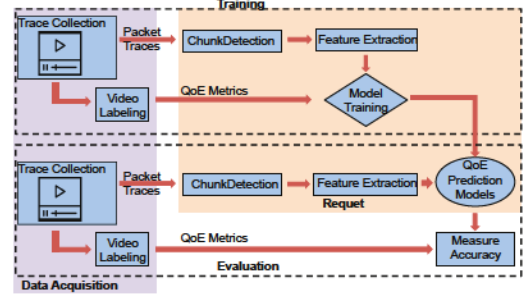 Training
Trace Collection
Packet
Traces
ChunkDetection
Feature Extraction
Video
Labeling
QoE Metrics
Model
Training
Trace Collection
Packet
Traces
ChunkDetection
Feature Extraction
QoE
Prediction
Models
Requet
Video
Labeling
QoE Metrics
Measure
Accuracy
Evaluation
Data Acquisition